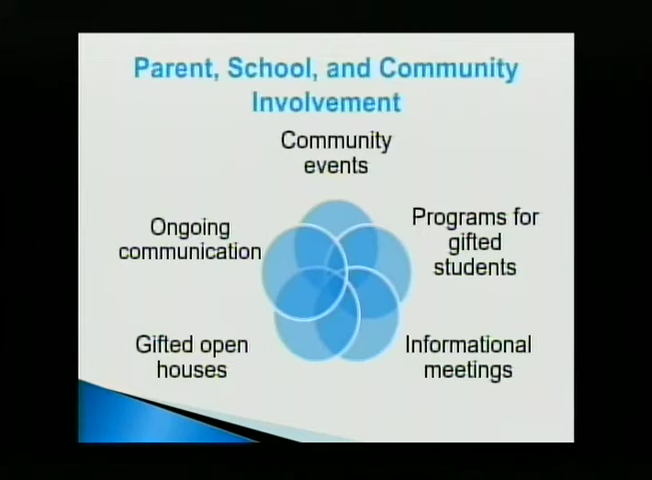 Parent, School, and Community
Involvement
Community
events
Programs for
gifted
students
Informational
meetings
Gifted open
houses
Ongoing
communication